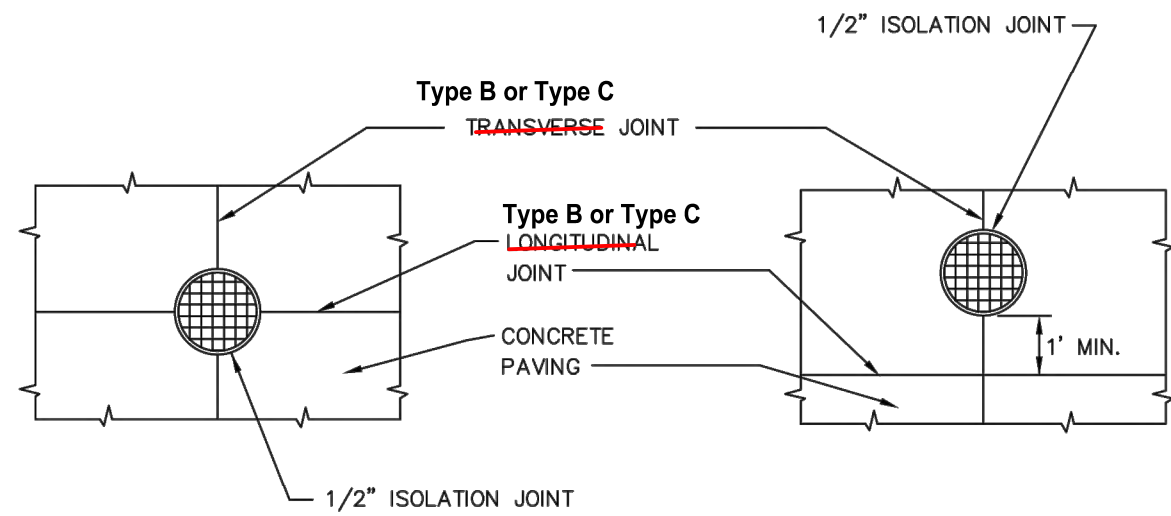 1/2" ISOLATION JOINT
Type B or Type C
TRANSVERSE JOINT
Type B or Type C
LONGITUDINAL
JOINT
CONCRETE
PAVING
1' MIN.
1/2" ISOLATION JOINT